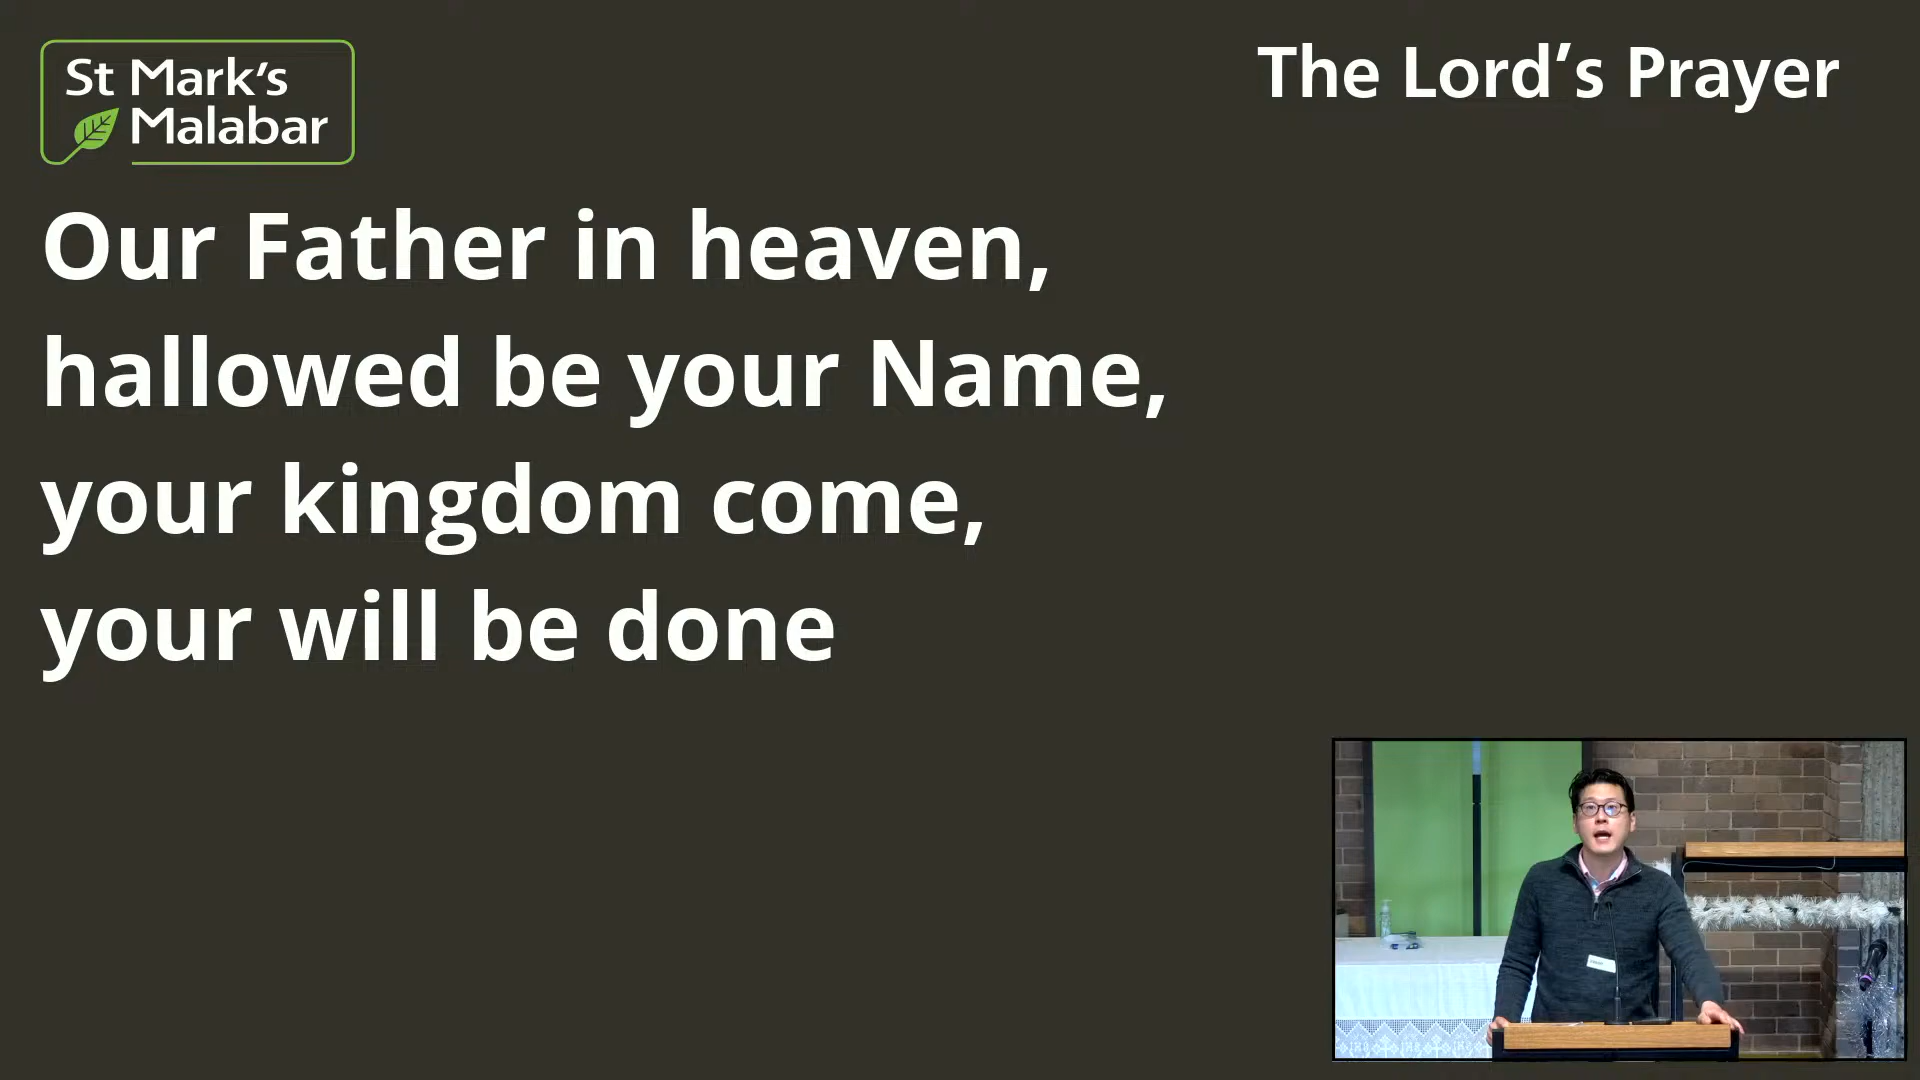 St Mark’s
Malabar
The Lord’s Prayer
Our Father in heaven,
hallowed be your Name,
your kingdom come,
your will be done